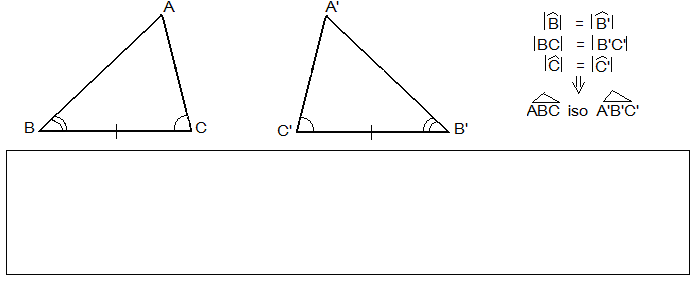 A
B
C
A'
C'
B'
|B̂| = |B̂'|
|BC| = |B'C'|
|Ĉ| = |Ĉ'|
⇓
ABC iso A'B'C'